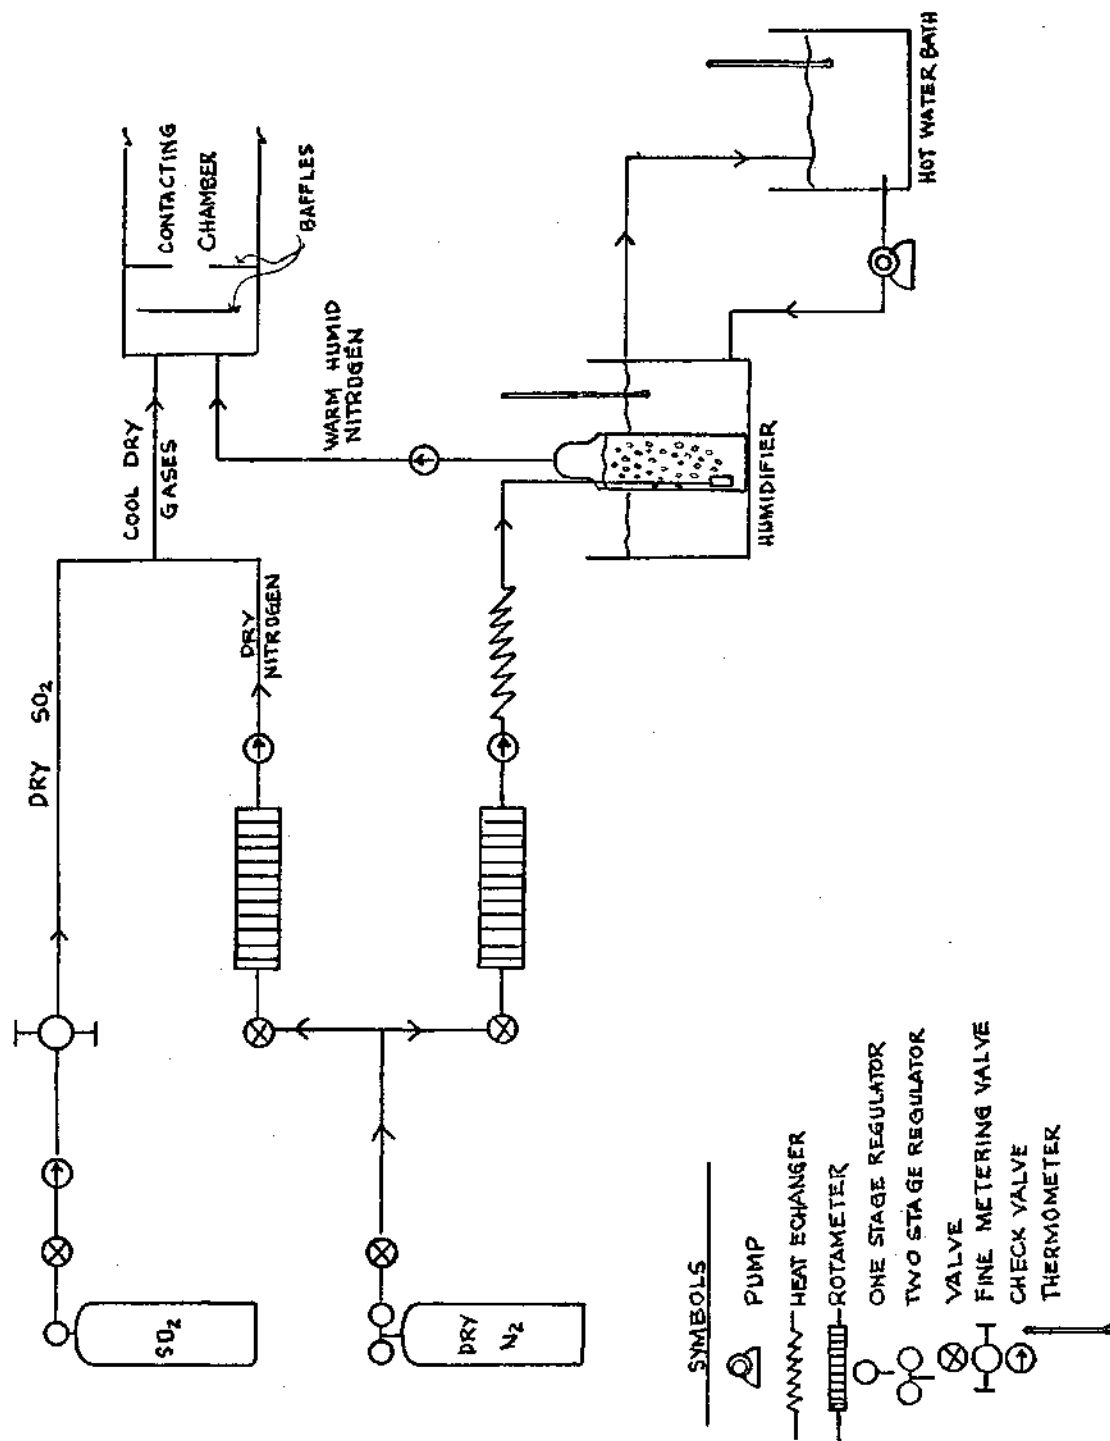 SO2
DRY
N2
DRY SO2
DRY
NITROGEN
COOL DRY
GASES
WARM HUMID
NITROGEN
CONTACTING
CHAMBER
BAFFLES
HUMIDIFIER
HOT WATER BATH
SYMBOLS
PUMP
HEAT ECHANGER
ROTAMETER
ONE STAGE REGULATOR
TWO STAGE REGULATOR
VALVE
FINE METERING VALVE
CHECK VALVE
THERMOMETER